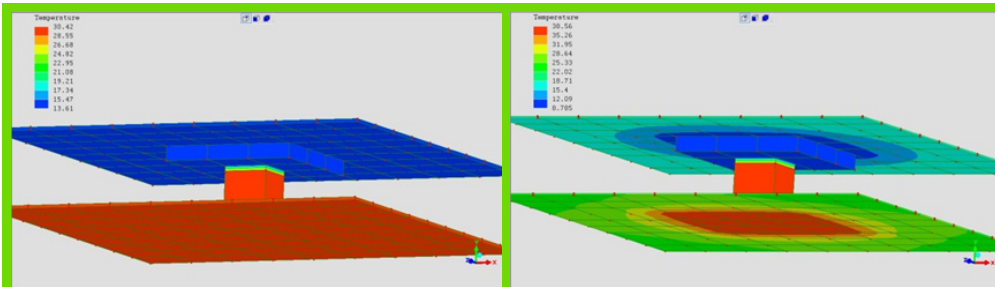 Temperature
30.42
28.55
26.68
24.82
22.95
21.08
19.21
17.34
15.47
13.61
Y
X
Z
Temperature
38.56
35.26
31.95
28.64
25.33
22.02
18.71
15.4
12.09
8.785
Y
X
Z